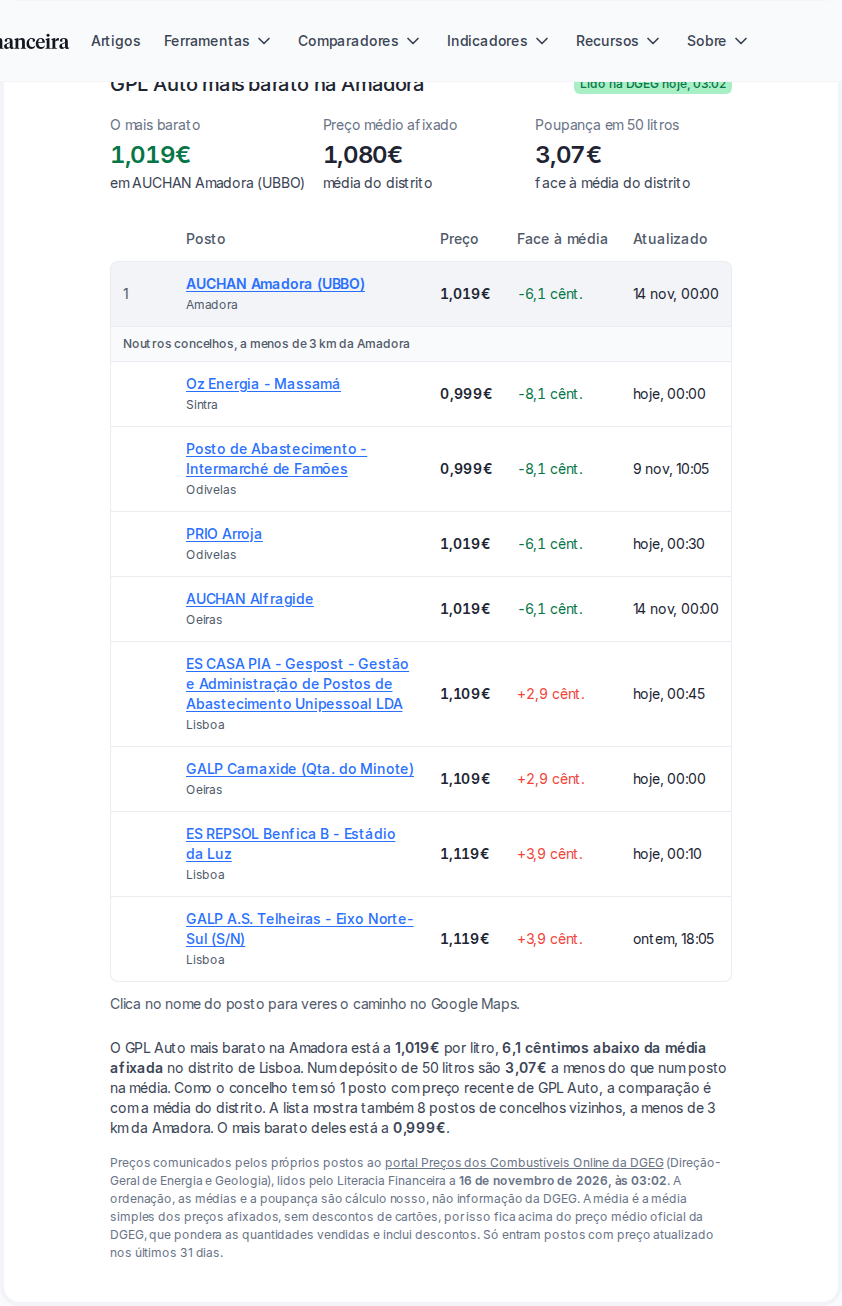 nanceira Artigos Ferramentas Comparadores Indicadores Recursos Sobre
GPL Auto mais barato na Amadora Lido na DGEG hoje, 03:02
O mais barato Preço médio afixado Poupança em 50 litros
1,019€ 1,080€ 3,07€
em AUCHAN Amadora (UBBO) média do distrito face à média do distrito
Posto Preço Face à média Atualizado
1 AUCHAN Amadora (UBBO) 1,019€ -6,1 cênt. 14 nov, 00:00
Amadora
Noutros concelhos, a menos de 3 km da Amadora
Oz Energia - Massamá 0,999€ -8,1 cênt. hoje, 00:00
Sintra
Posto de Abastecimento -
Intermarché de Famões 0,999€ -8,1 cênt. 9 nov, 10:05
Odivelas
PRIO Arroja 1,019€ -6,1 cênt. hoje, 00:30
Odivelas
AUCHAN Alfragide 1,019€ -6,1 cênt. 14 nov, 00:00
Oeiras
ES CASA PIA - Gespost - Gestão
e Administração de Postos de 1,109€ +2,9 cênt. hoje, 00:45
Abastecimento Unipessoal LDA
Lisboa
GALP Carnaxide (Qta. do Minote) 1,109€ +2,9 cênt. hoje, 00:00
Oeiras
ES REPSOL Benfica B - Estádio
da Luz 1,119€ +3,9 cênt. hoje, 00:10
Lisboa
GALP A.S. Telheiras - Eixo Norte-
Sul (S/N) 1,119€ +3,9 cênt. ontem, 18:05
Lisboa
Clica no nome do posto para veres o caminho no Google Maps.
O GPL Auto mais barato na Amadora está a 1,019€ por litro, 6,1 cêntimos abaixo da média
afixada no distrito de Lisboa. Num depósito de 50 litros são 3,07€ a menos do que num posto
na média. Como o concelho tem só 1 posto com preço recente de GPL Auto, a comparação é
com a média do distrito. A lista mostra também 8 postos de concelhos vizinhos, a menos de 3
km da Amadora. O mais barato deles está a 0,999€.
Preços comunicados pelos próprios postos ao portal Preços dos Combustíveis Online da DGEG (Direção-
Geral de Energia e Geologia), lidos pelo Literacia Financeira a 16 de novembro de 2026, às 03:02. A
ordenação, as médias e a poupança são cálculo nosso, não informação da DGEG. A média é a média
simples dos preços afixados, sem descontos de cartões, por isso fica acima do preço médio oficial da
DGEG, que pondera as quantidades vendidas e inclui descontos. Só entram postos com preço atualizado
nos últimos 31 dias.